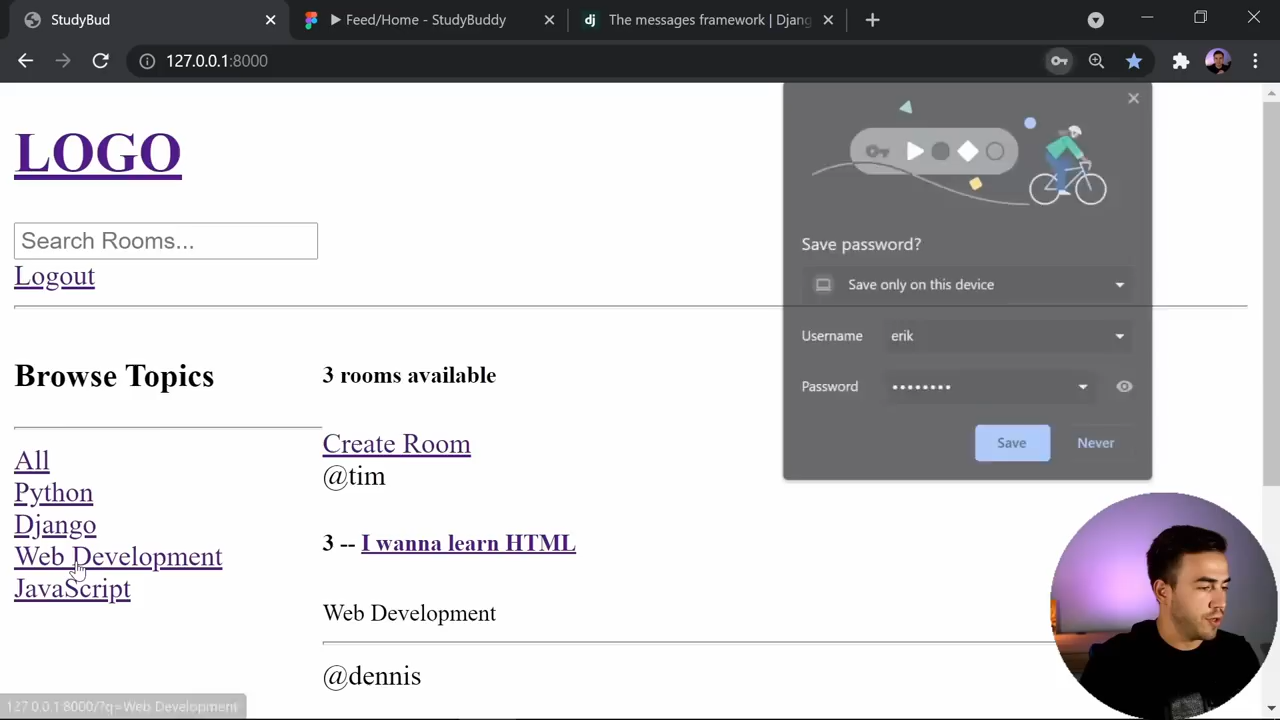 StudyBud
Feed/Home - StudyBuddy
The messages framework | Djang
127.0.0.1:8000
LOGO
Search Rooms...
Logout
Browse Topics
All
Python
Django
Web Development
JavaScript
3 rooms available
Create Room
@tim
3 -- I wanna learn HTML
Web Development
@dennis
Save password?
Save only on this device
Username erik
Password ••••••••
Save Never
127.0.0.1:8000/?q=Web Development